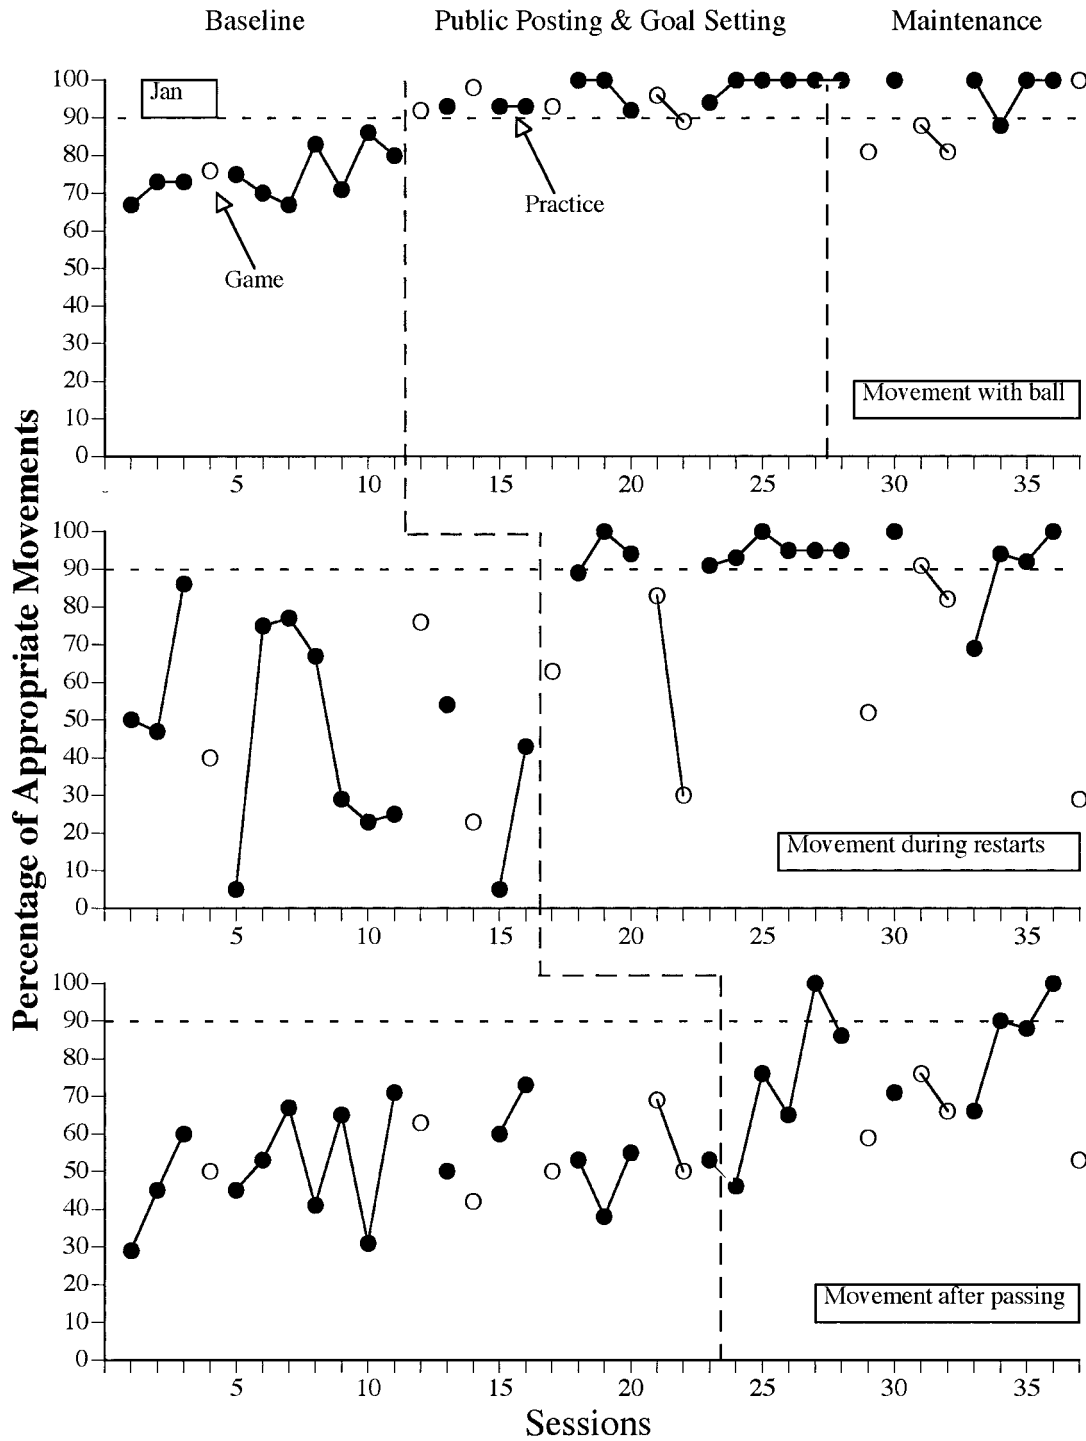 Baseline Public Posting & Goal Setting Maintenance
Percentage of Appropriate Movements
100
90
80
70
60
50
40
30
20
10
0
Jan
Game
Practice
Movement with ball
5 10 15 20 25 30 35
100
90
80
70
60
50
40
30
20
10
0
Movement during restarts
5 10 15 20 25 30 35
100
90
80
70
60
50
40
30
20
10
0
Movement after passing
5 10 15 20 25 30 35
Sessions